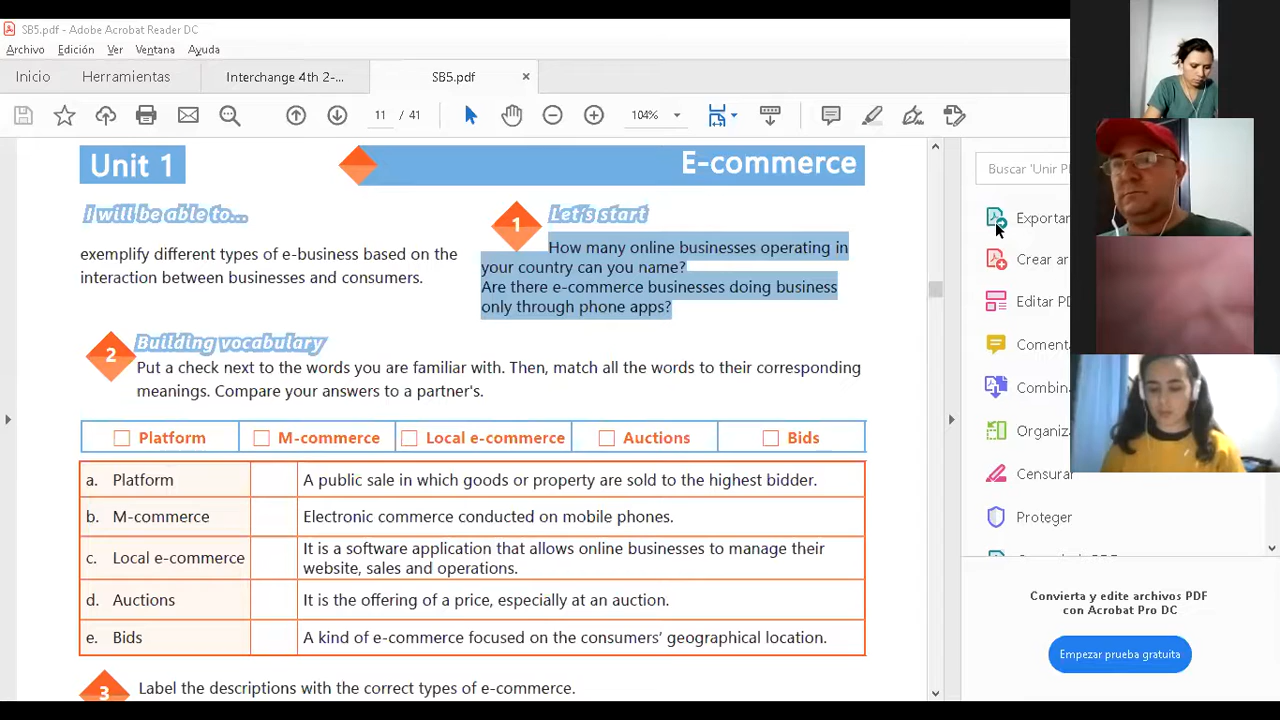 SB5.pdf - Adobe Acrobat Reader DC
Archivo Edición Ver Ventana Ayuda
Inicio Herramientas Interchange 4th 2-... SB5.pdf ×
11 / 41 104%
Unit 1 E-commerce
I will be able to...
exemplify different types of e-business based on the
interaction between businesses and consumers.
1 Let's start
How many online businesses operating in
your country can you name?
Are there e-commerce businesses doing business
only through phone apps?
2 Building vocabulary
Put a check next to the words you are familiar with. Then, match all the words to their corresponding
meanings. Compare your answers to a partner's.
Platform M-commerce Local e-commerce Auctions Bids
a. Platform A public sale in which goods or property are sold to the highest bidder.
b. M-commerce Electronic commerce conducted on mobile phones.
c. Local e-commerce It is a software application that allows online businesses to manage their
website, sales and operations.
d. Auctions It is the offering of a price, especially at an auction.
e. Bids A kind of e-commerce focused on the consumers' geographical location.
3 Label the descriptions with the correct types of e-commerce.
Buscar 'Unir P
Exportar
Crear ar
Editar PD
Comenta
Combin
Organiz
Censurar
Proteger
Convierta y edite archivos PDF
con Acrobat Pro DC
Empezar prueba gratuita